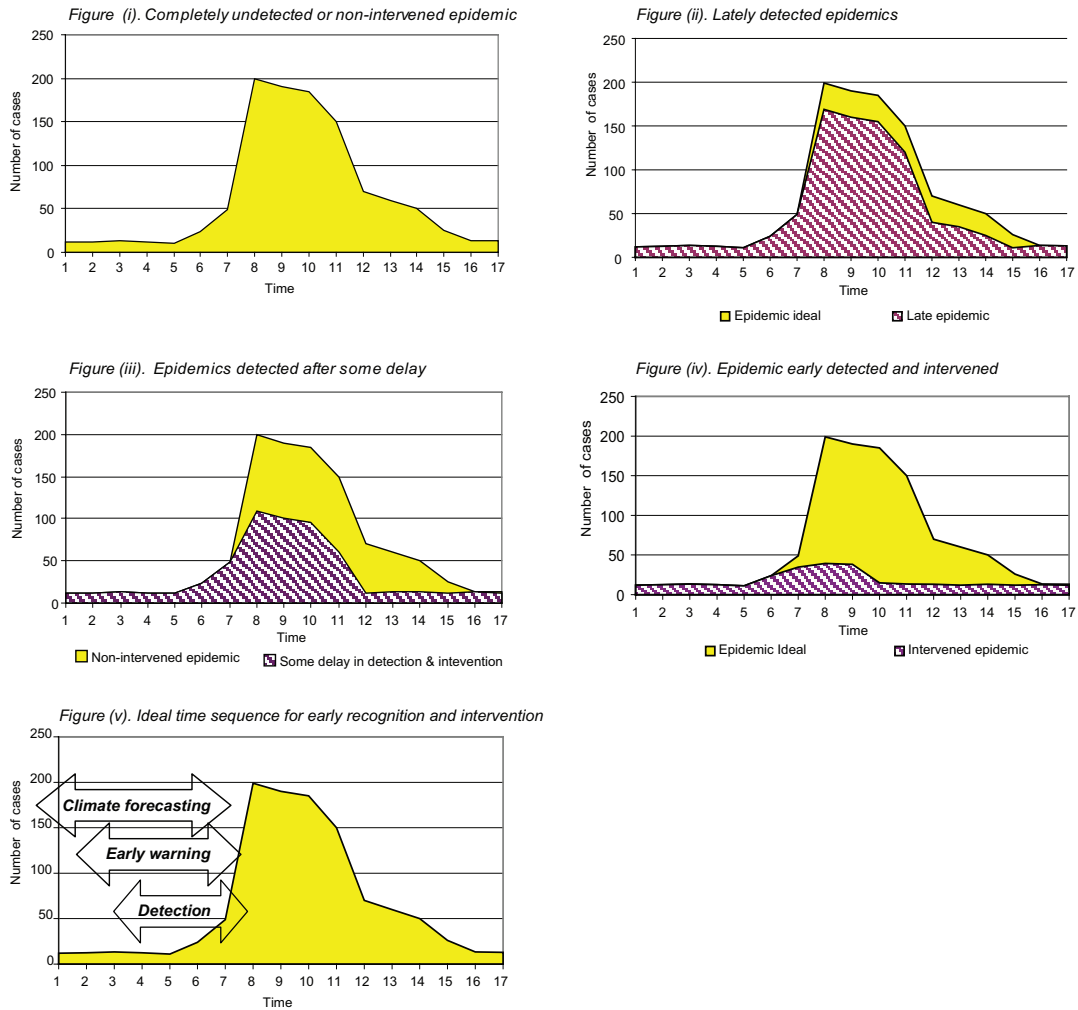 Figure (i). Completely undetected or non-intervened epidemic
250
200
150
100
50
0
Number of cases
1 2 3 4 5 6 7 8 9 10 11 12 13 14 15 16 17
Time
Figure (ii). Lately detected epidemics
250
200
150
100
50
0
Number of cases
1 2 3 4 5 6 7 8 9 10 11 12 13 14 15 16 17
Time
Epidemic ideal Late epidemic
Figure (iii). Epidemics detected after some delay
250
200
150
100
50
0
Number of cases
1 2 3 4 5 6 7 8 9 10 11 12 13 14 15 16 17
Time
Non-intervened epidemic Some delay in detection & intevention
Figure (iv). Epidemic early detected and intervened
250
200
150
100
50
0
Number of cases
1 2 3 4 5 6 7 8 9 10 11 12 13 14 15 16 17
Time
Epidemic Ideal Intervened epidemic
Figure (v). Ideal time sequence for early recognition and intervention
250
200
150
100
50
0
Number of cases
Climate forecasting
Early warning
Detection
1 2 3 4 5 6 7 8 9 10 11 12 13 14 15 16 17
Time